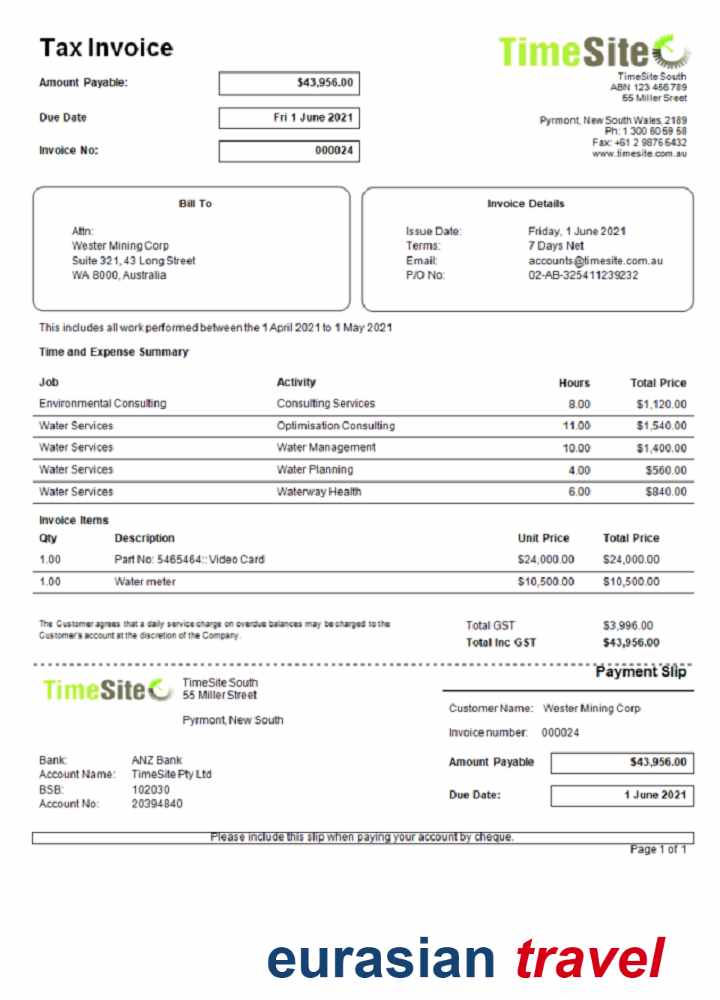 Tax Invoice
TimeSite
Amount Payable: $43,956.00
TimeSite South
ABN 123 456 789
55 Miller Sreet
Due Date Fri 1 June 2021
Pyrmont, New South Wales, 2189
Ph: 1 300 60 59 58
Fax: +61 2 9876 5432
www.timesite.com.au
Invoice No: 000024
Bill To
Attn:
Wester Mining Corp
Suite 321, 43 Long Street
WA 8000, Australia
Invoice Details
Issue Date: Friday, 1 June 2021
Terms: 7 Days Net
Email: accounts@timesite.com.au
P/O No: 02-AB-325411239232
This includes all work performed between the 1 April 2021 to 1 May 2021
Time and Expense Summary
Job Activity Hours Total Price
Environmental Consulting Consulting Services 8.00 $1,120.00
Water Services Optimisation Consulting 11.00 $1,540.00
Water Services Water Management 10.00 $1,400.00
Water Services Water Planning 4.00 $560.00
Water Services Waterway Health 6.00 $840.00
Invoice Items
Qty Description Unit Price Total Price
1.00 Part No: 5465464:: Video Card $24,000.00 $24,000.00
1.00 Water meter $10,500.00 $10,500.00
The Customer agrees that a daily service charge on overdue balances may be charged to the
Customer's account at the discretion of the Company.
Total GST $3,996.00
Total Inc GST $43,956.00
Payment Slip
TimeSite
TimeSite South
55 Miller Street
Pyrmont, New South
Customer Name: Wester Mining Corp
Invoice number: 000024
Bank: ANZ Bank
Account Name: TimeSite Pty Ltd
BSB: 102030
Account No: 20394840
Amount Payable $43,956.00
Due Date: 1 June 2021
Please include this slip when paying your account by cheque.
Page 1 of 1
eurasian travel